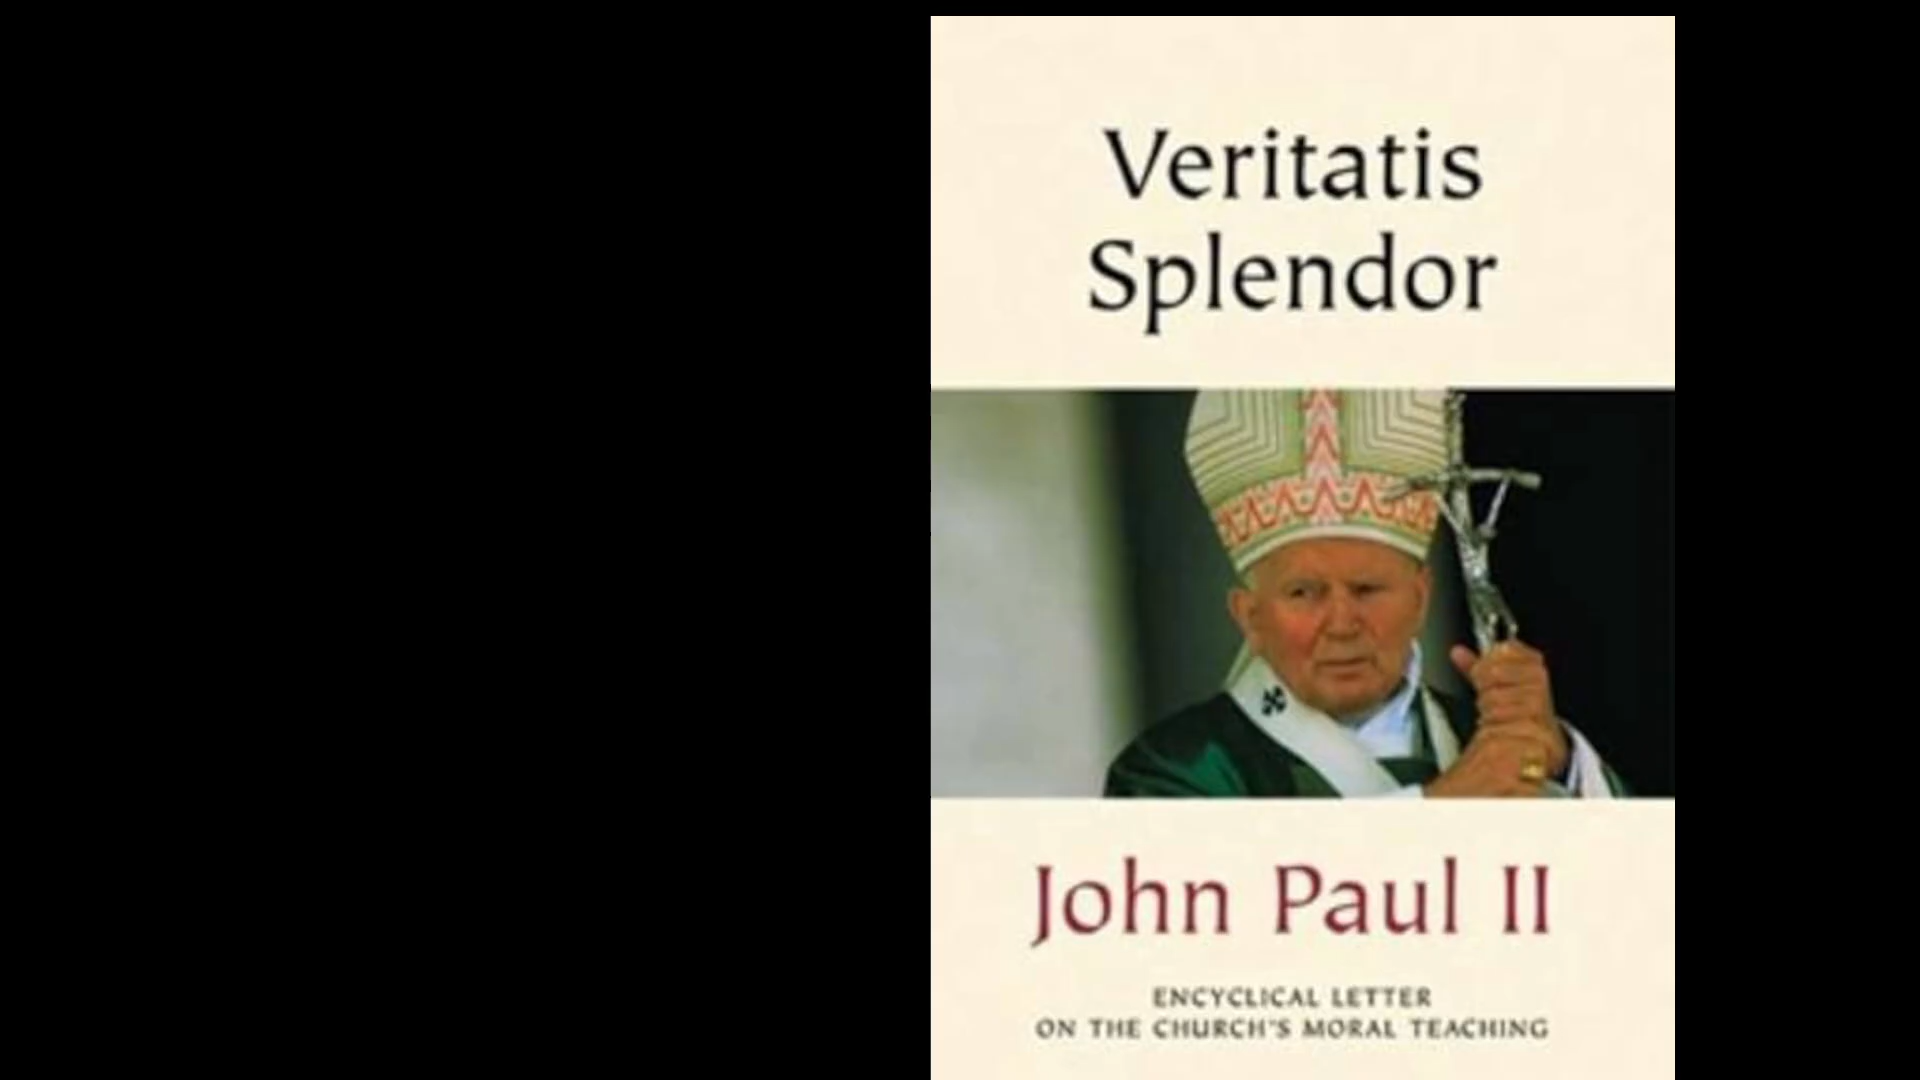 Veritatis
Splendor
John Paul II
ENCYCLICAL LETTER
ON THE CHURCH'S MORAL TEACHING